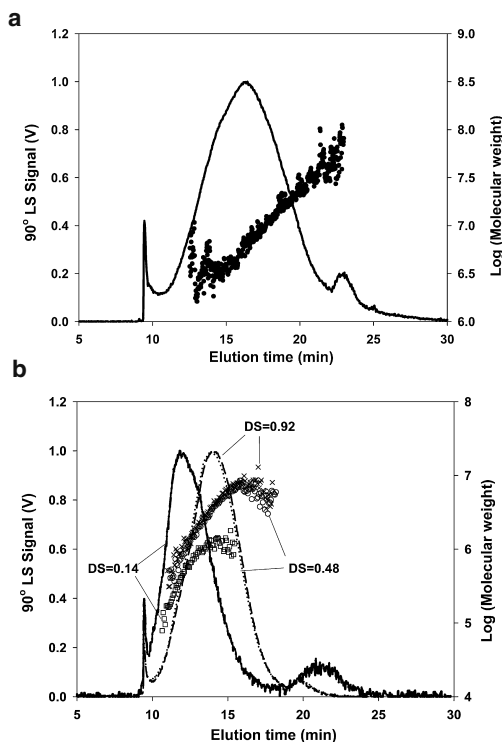 a
1.2
1.0
0.8
0.6
0.4
0.2
0.0
90° LS Signal (V)
9.0
8.5
8.0
7.5
7.0
6.5
6.0
Log (Molecular weight)
5 10 15 20 25 30
Elution time (min)
b
1.2
1.0
0.8
0.6
0.4
0.2
0.0
90° LS Signal (V)
8
7
6
5
4
Log (Molecular weight)
DS=0.92
DS=0.14
DS=0.48
5 10 15 20 25 30
Elution time (min)